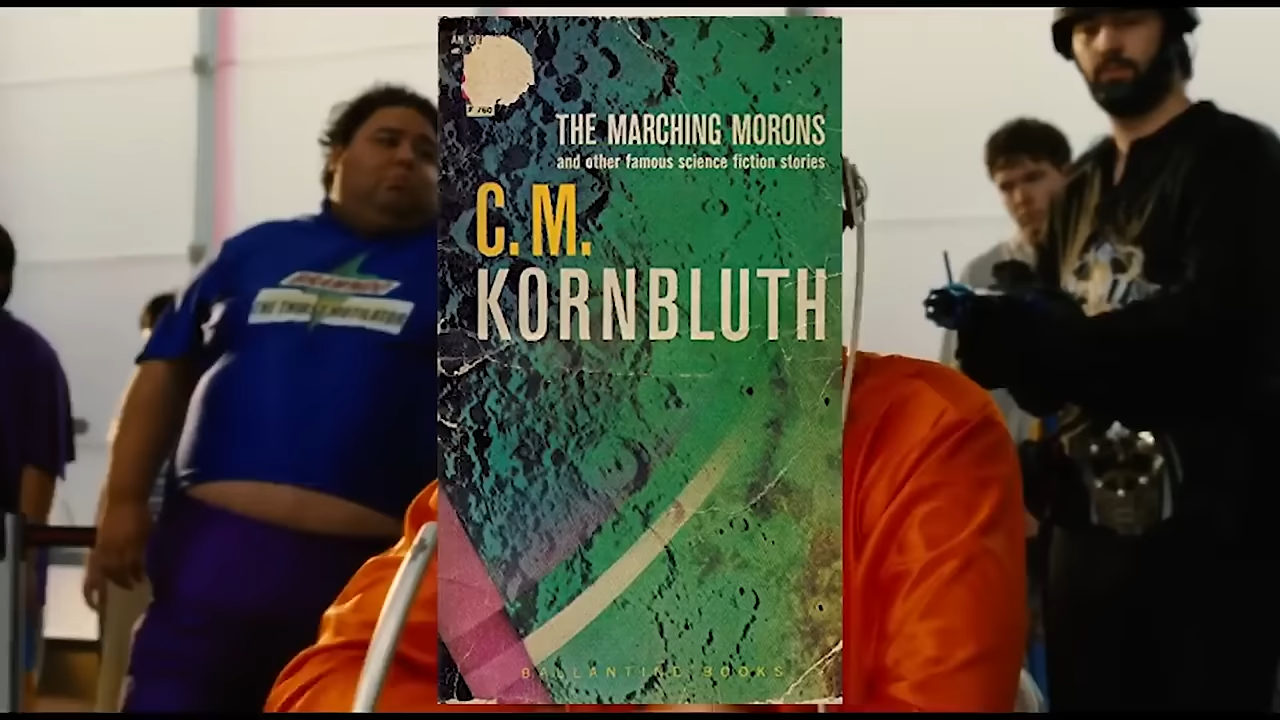 THE MARCHING MORONS
and other famous science fiction stories
C. M.
KORNBLUTH
BALLANTINE BOOKS